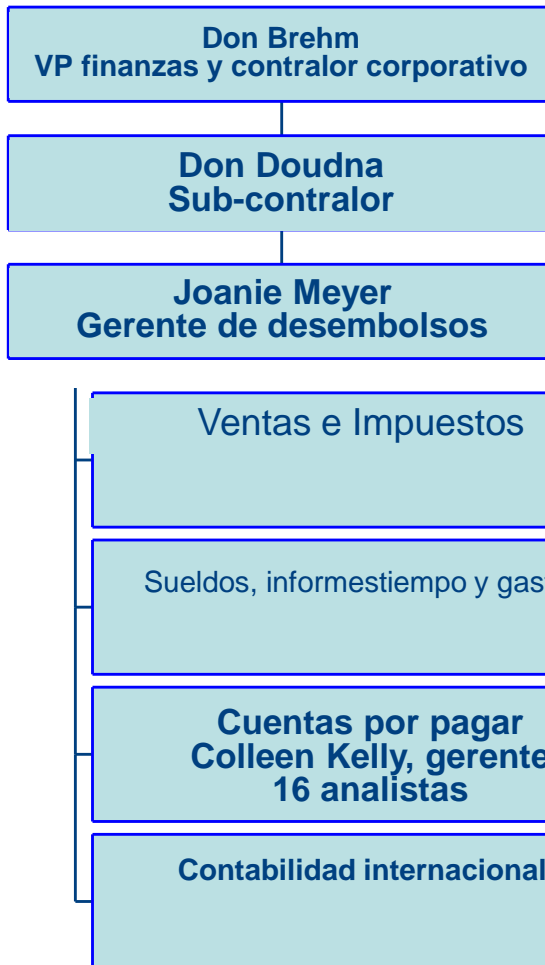 Don Brehm
VP finanzas y contralor corporativo
Don Doudna
Sub-contralor
Joanie Meyer
Gerente de desembolsos
Ventas e Impuestos
Sueldos, informestiempo y gas
Cuentas por pagar
Colleen Kelly, gerente
16 analistas
Contabilidad internacional